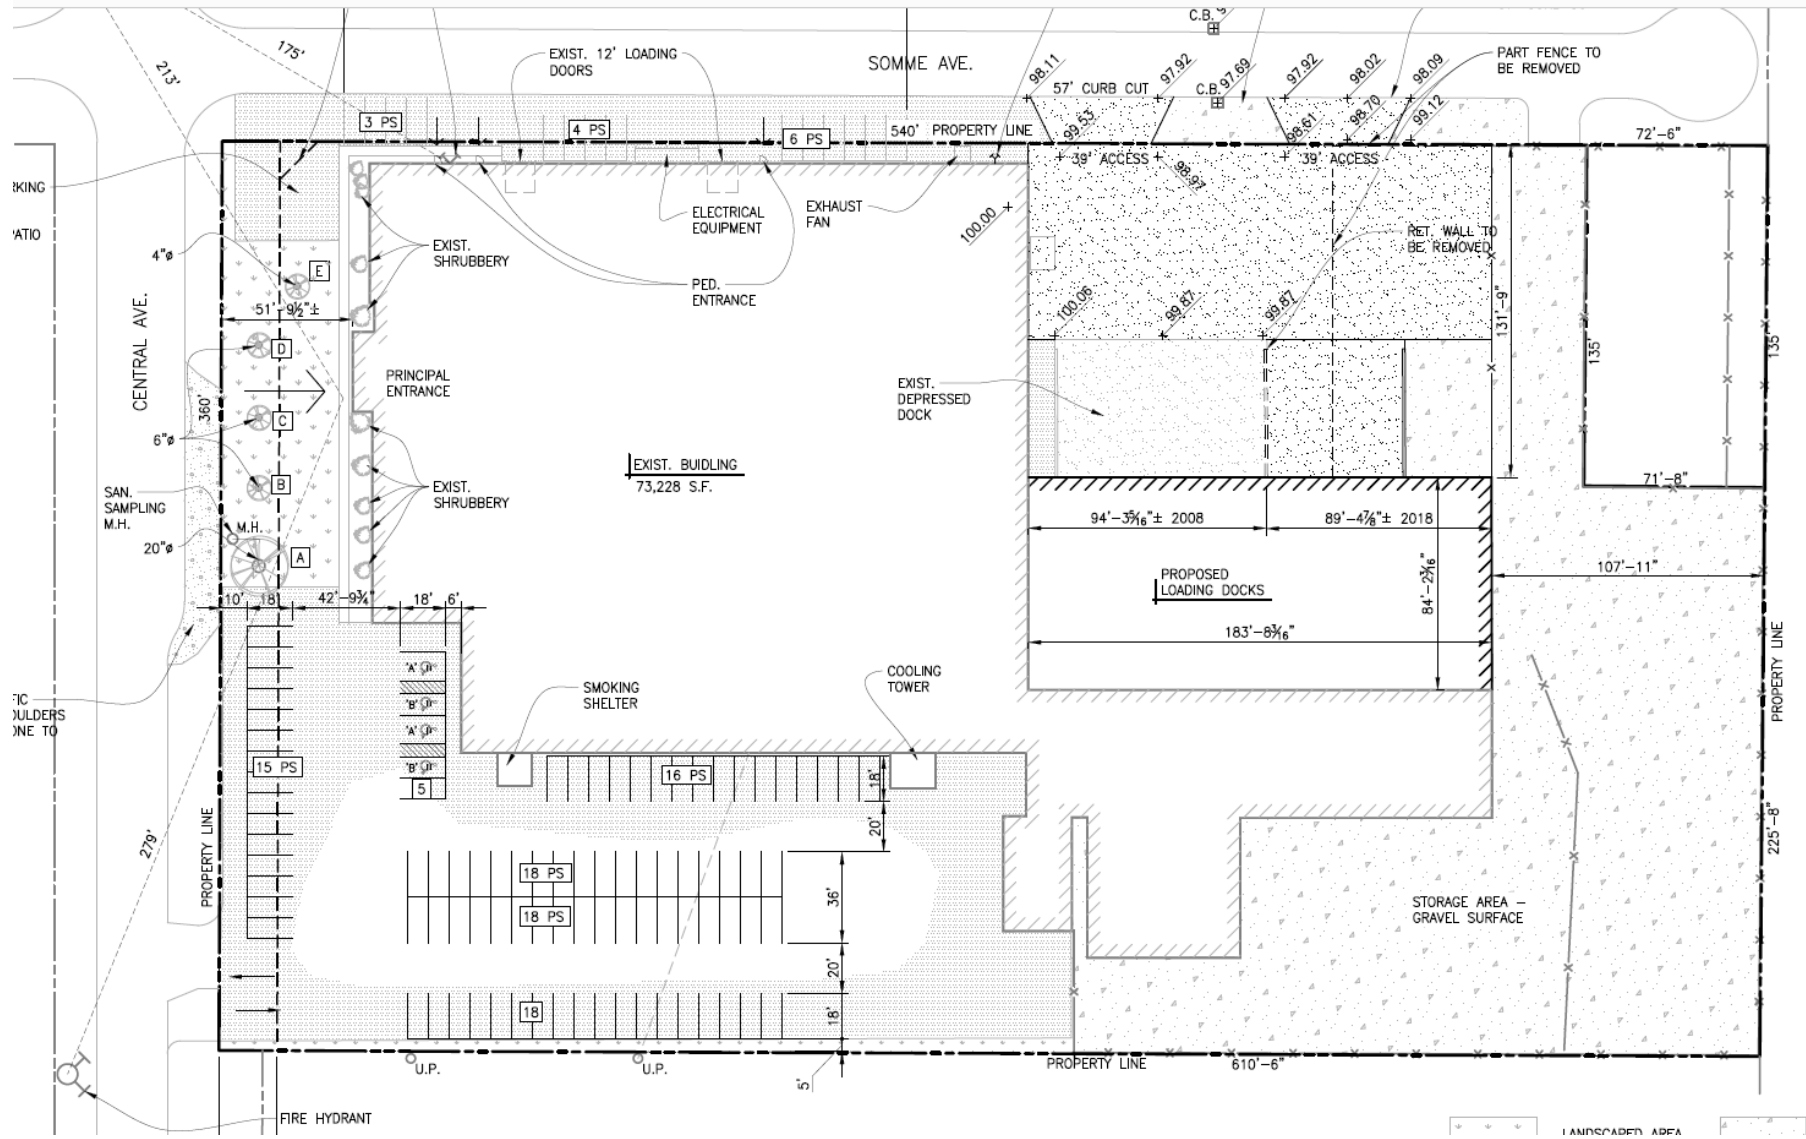 C.B.
175'
213'
EXIST. 12' LOADING
DOORS
SOMME AVE.
98.11
57' CURB CUT
97.92
C.B.
97.69
97.92
98.02
98.09
PART FENCE TO
BE REMOVED
3 PS
4 PS
6 PS
540' PROPERTY LINE
99.53
98.61
98.70
99.12
72'-6"
39' ACCESS
39' ACCESS
98.97
RKING
PATIO
ELECTRICAL
EQUIPMENT
EXHAUST
FAN
100.00
RET. WALL TO
BE REMOVED
EXIST.
SHRUBBERY
4"ø
E
PED.
ENTRANCE
CENTRAL AVE.
51'-9½"±
100.06
99.87
99.87
131'-9"
135'
135'
D
PRINCIPAL
ENTRANCE
EXIST.
DEPRESSED
DOCK
360'
C
6"ø
B
EXIST. BUIDLING
73,228 S.F.
EXIST.
SHRUBBERY
71'-8"
SAN.
SAMPLING
M.H.
M.H.
20"ø
A
94'-3⁵⁄₁₆"± 2008
89'-4⅞"± 2018
PROPOSED
LOADING DOCKS
84'-2³⁄₁₆"
107'-11"
10'
18'
42'-9¾"
18'
6'
183'-8³⁄₁₆"
'A'
'B'
'A'
'B'
5
SMOKING
SHELTER
COOLING
TOWER
PROPERTY LINE
FIC
OULDERS
ONE TO
15 PS
16 PS
18'
20'
279'
PROPERTY LINE
18 PS
18 PS
36'
225'-8"
STORAGE AREA –
GRAVEL SURFACE
20'
18
18'
U.P.
U.P.
5'
PROPERTY LINE
610'-6"
FIRE HYDRANT
LANDSCAPED AREA